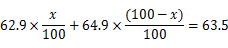 62.9 × x/100 + 64.9 × (100 − x)/100 = 63.5